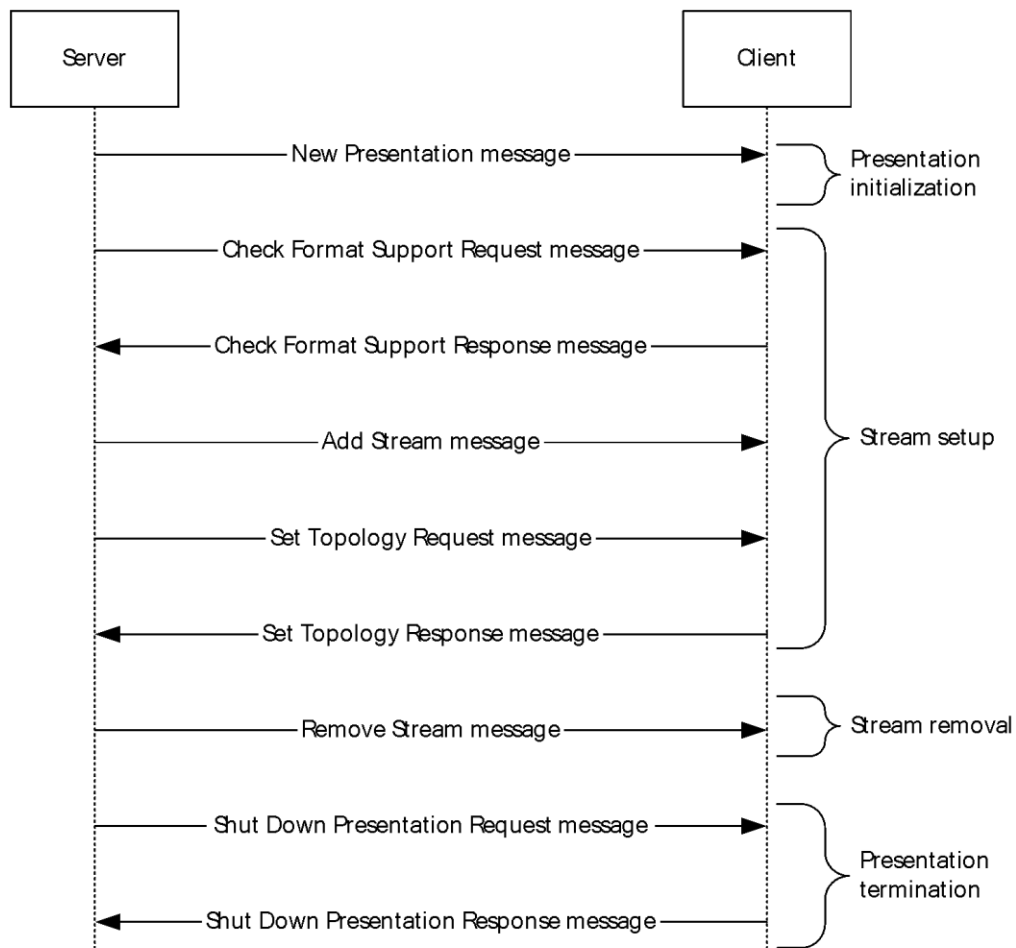 Server
Client
New Presentation message
Presentation
initialization
Check Format Support Request message
Check Format Support Response message
Add Stream message
Stream setup
Set Topology Request message
Set Topology Response message
Remove Stream message
Stream removal
Shut Down Presentation Request message
Presentation
termination
Shut Down Presentation Response message